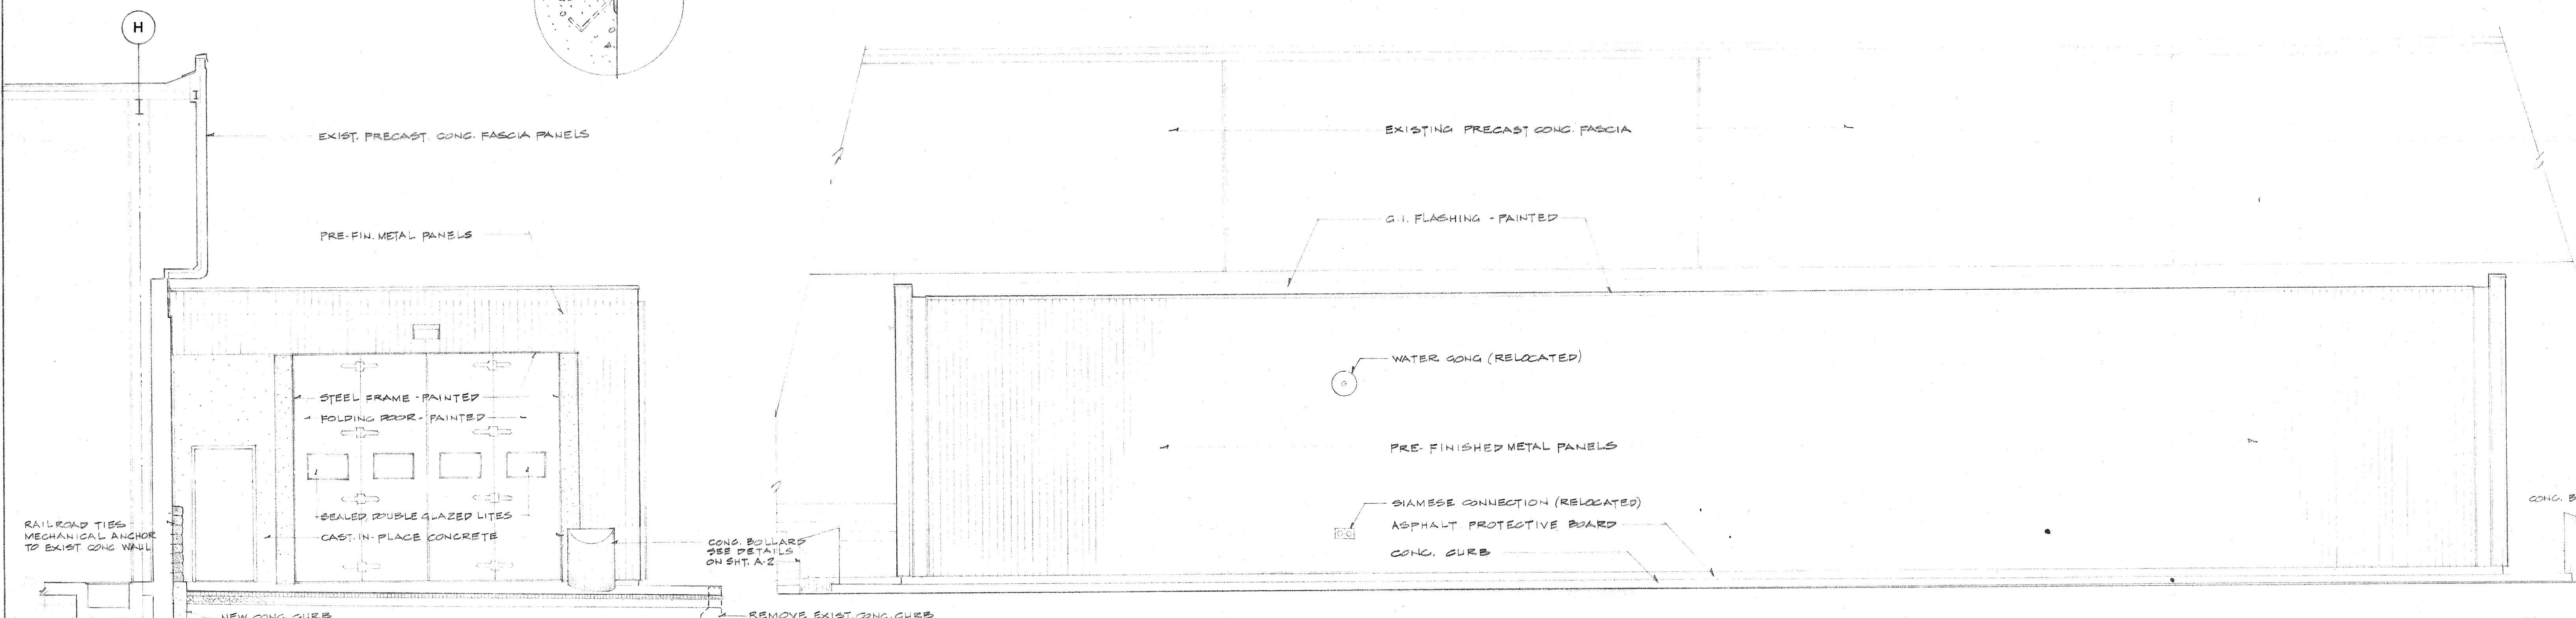 H
EXIST. PRECAST. CONC. FASCIA PANELS
PRE-FIN. METAL PANELS
STEEL FRAME - PAINTED
FOLDING DOOR - PAINTED
SEALED DOUBLE GLAZED LITES
CAST-IN-PLACE CONCRETE
RAILROAD TIES
MECHANICAL ANCHOR
TO EXIST CONC WALL
CONC. BOLLARD
SEE DETAILS
ON SHT. A-2
NEW CONC. CURB
REMOVE EXIST. CONC. CURB
EXISTING PRECAST CONC. FASCIA
G.I. FLASHING - PAINTED
WATER GONG (RELOCATED)
PRE-FINISHED METAL PANELS
SIAMESE CONNECTION (RELOCATED)
ASPHALT PROTECTIVE BOARD
CONC. CURB
CONC. B